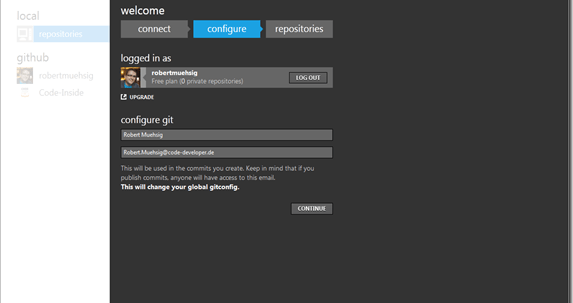 local
repositories
github
robertmuehsig
Code-Inside
welcome
connect
configure
repositories
logged in as
robertmuehsig
Free plan (0 private repositories)
LOG OUT
UPGRADE
configure git
Robert Muehsig
Robert.Muehsig@code-developer.de
This will be used in the commits you create. Keep in mind that if you
publish commits, anyone will have access to this email.
This will change your global gitconfig.
CONTINUE